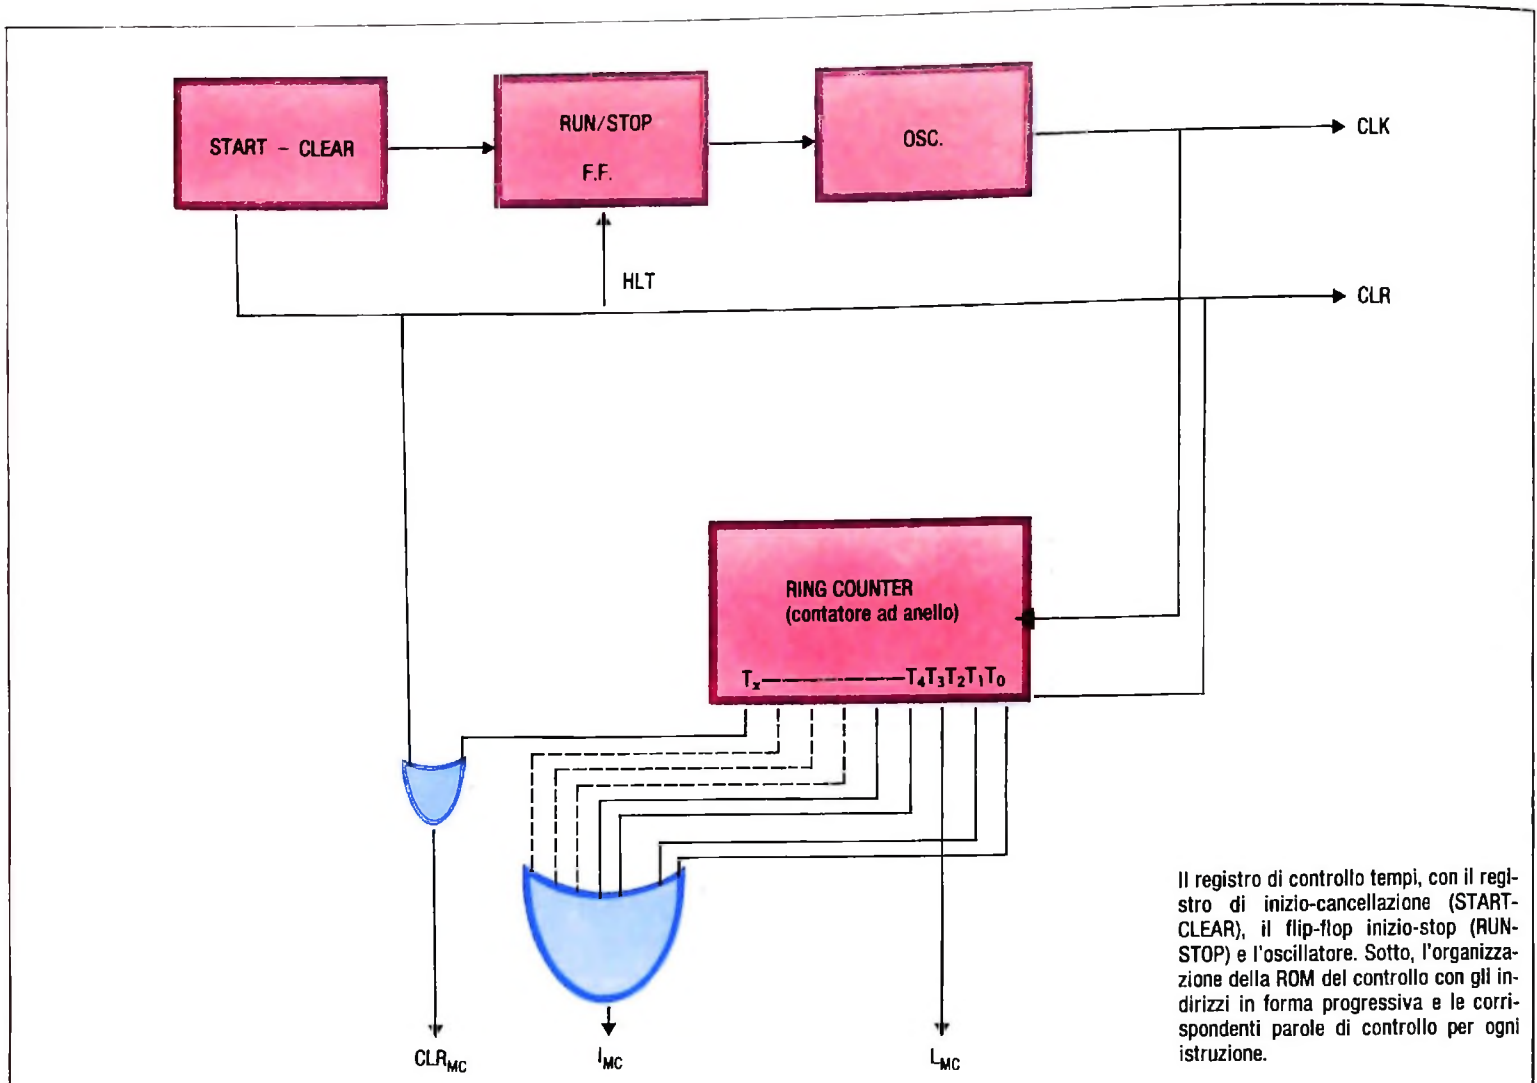 START – CLEAR
RUN/STOP
F.F.
OSC.
CLK
HLT
CLR
RING COUNTER
(contatore ad anello)
Tx————————T4T3T2T1T0
CLRMC
IMC
LMC
Il registro di controllo tempi, con il regi-
stro di inizio-cancellazione (START-
CLEAR), il flip-flop inizio-stop (RUN-
STOP) e l'oscillatore. Sotto, l'organizza-
zione della ROM del controllo con gli in-
dirizzi in forma progressiva e le corri-
spondenti parole di controllo per ogni
istruzione.